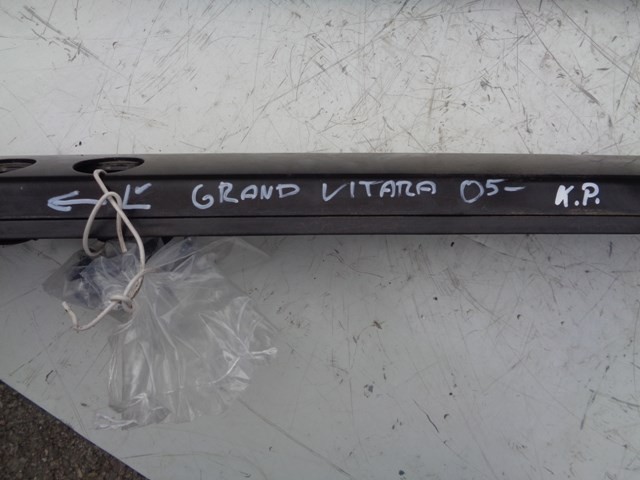 ← L GRAND VITARA 05- K.P.